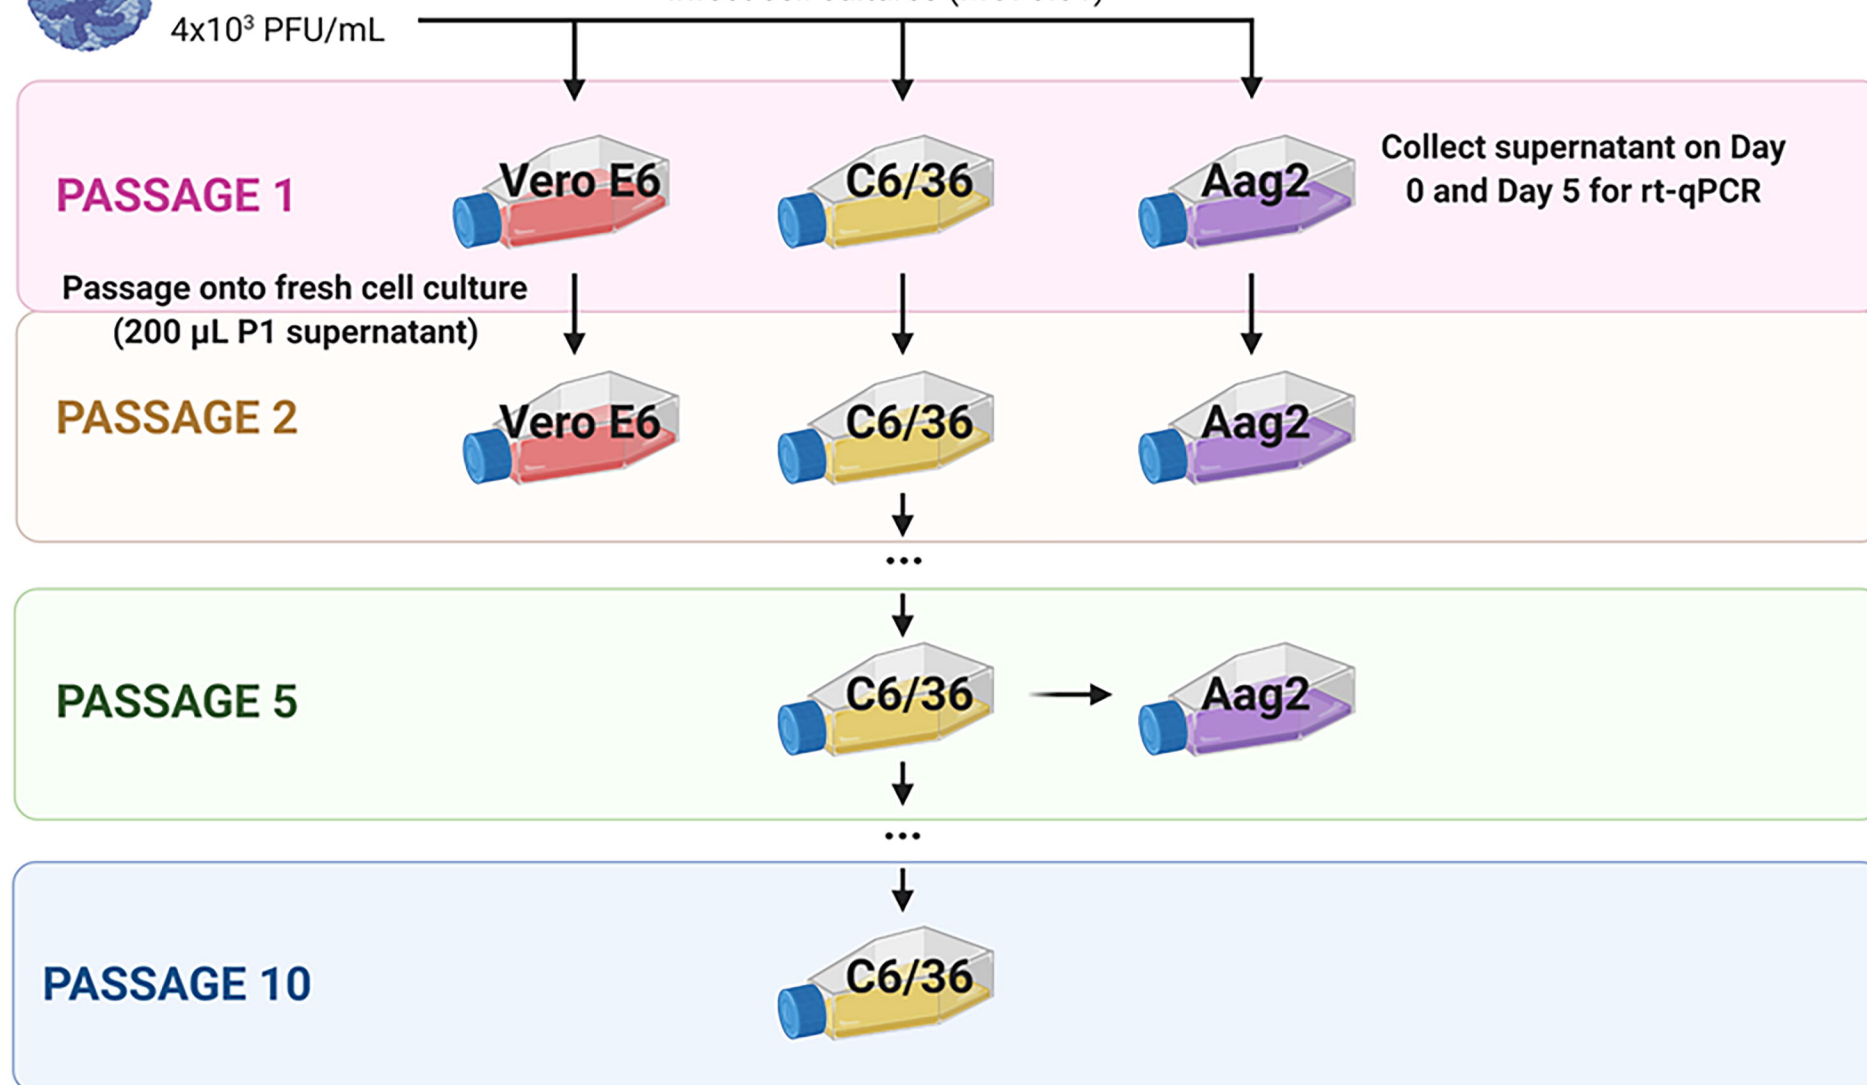 4x10³ PFU/mL
PASSAGE 1
Vero E6
C6/36
Aag2
Collect supernatant on Day
0 and Day 5 for rt-qPCR
Passage onto fresh cell culture
(200 µL P1 supernatant)
PASSAGE 2
Vero E6
C6/36
Aag2
...
PASSAGE 5
C6/36
Aag2
...
PASSAGE 10
C6/36